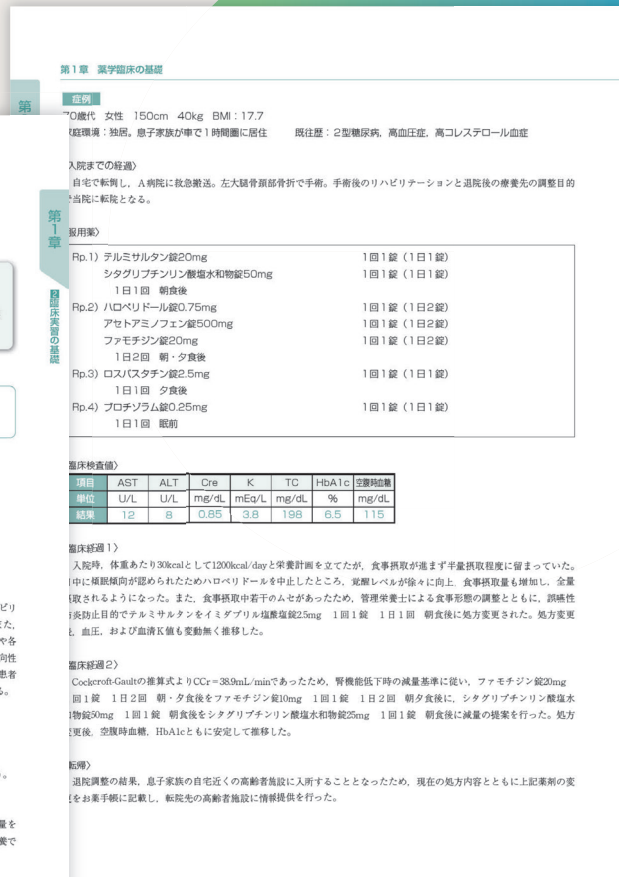 第1章 薬学臨床の基礎
症例
70歳代 女性 150cm 40kg BMI：17.7
庭環境：独居。息子家族が車で1時間圏に居住 既往歴：2型糖尿病，高血圧症，高コレステロール血症
入院までの経過〉
自宅で転倒し，A病院に救急搬送。左大腿骨頚部骨折で手術。手術後のリハビリテーションと退院後の療養先の調整目的
当院に転院となる。
服用薬〉
Rp.1）テルミサルタン錠20mg 1回1錠（1日1錠）
シタグリプチンリン酸塩水和物錠50mg 1回1錠（1日1錠）
1日1回 朝食後
Rp.2）ハロペリドール錠0.75mg 1回1錠（1日2錠）
アセトアミノフェン錠500mg 1回1錠（1日2錠）
ファモチジン錠20mg 1回1錠（1日2錠）
1日2回 朝・夕食後
Rp.3）ロスバスタチン錠2.5mg 1回1錠（1日1錠）
1日1回 夕食後
Rp.4）ブロチゾラム錠0.25mg 1回1錠（1日1錠）
1日1回 眠前
臨床検査値〉
項目 AST ALT Cre K TC HbA1c 空腹時血糖
単位 U/L U/L mg/dL mEq/L mg/dL % mg/dL
結果 12 8 0.85 3.8 198 6.5 115
臨床経過1〉
入院時，体重あたり30kcalとして1200kcal/dayと栄養計画を立てたが，食事摂取が進まず半量摂取程度に留まっていた。
中に傾眠傾向が認められたためハロペリドールを中止したところ，覚醒レベルが徐々に向上，食事摂取量も増加し，全量
取されるようになった。また，食事摂取中若干のムセがあったため，管理栄養士による食事形態の調整とともに，誤嚥性
炎防止目的でテルミサルタンをイミダプリル塩酸塩錠2.5mg 1回1錠 1日1回 朝食後に処方変更された。処方変更
，血圧，および血清K値も変動無く推移した。
臨床経過2〉
Cockcroft-Gaultの推算式よりCCr＝38.9mL/minであったため，腎機能低下時の減量基準に従い，ファモチジン錠20mg
回1錠 1日2回 朝・夕食後をファモチジン錠10mg 1回1錠 1日2回 朝夕食後に，シタグリプチンリン酸塩水
物錠50mg 1回1錠 朝食後をシタグリプチンリン酸塩水和物錠25mg 1回1錠 朝食後に減量の提案を行った。処方
更後，空腹時血糖，HbA1cともに安定して推移した。
転帰〉
退院調整の結果，息子家族の自宅近くの高齢者施設に入所することとなったため，現在の処方内容とともに上記薬剤の変
をお薬手帳に記載し，転院先の高齢者施設に情報提供を行った。
第
第1章
2 臨床実習の基礎
ビリ
また，
や各
向性
患者
る。
。
量を
養で